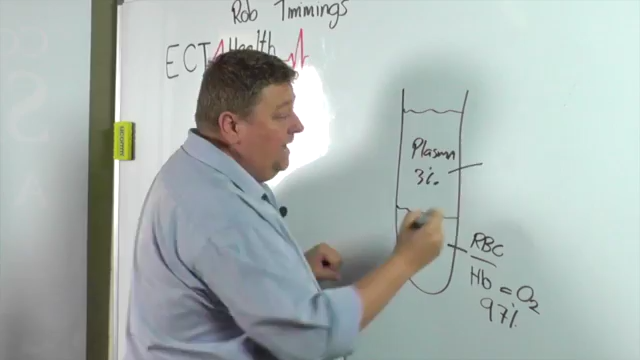 Rob Timmings
ECT Health
Plasma
3%
RBC
Hb = O2
97%